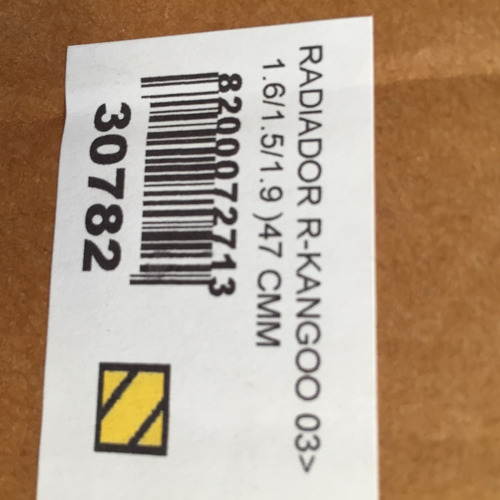 RADIADOR R-KANGOO 03>
1.6/1.5/1.9 )47 CMM
8200072713
30782